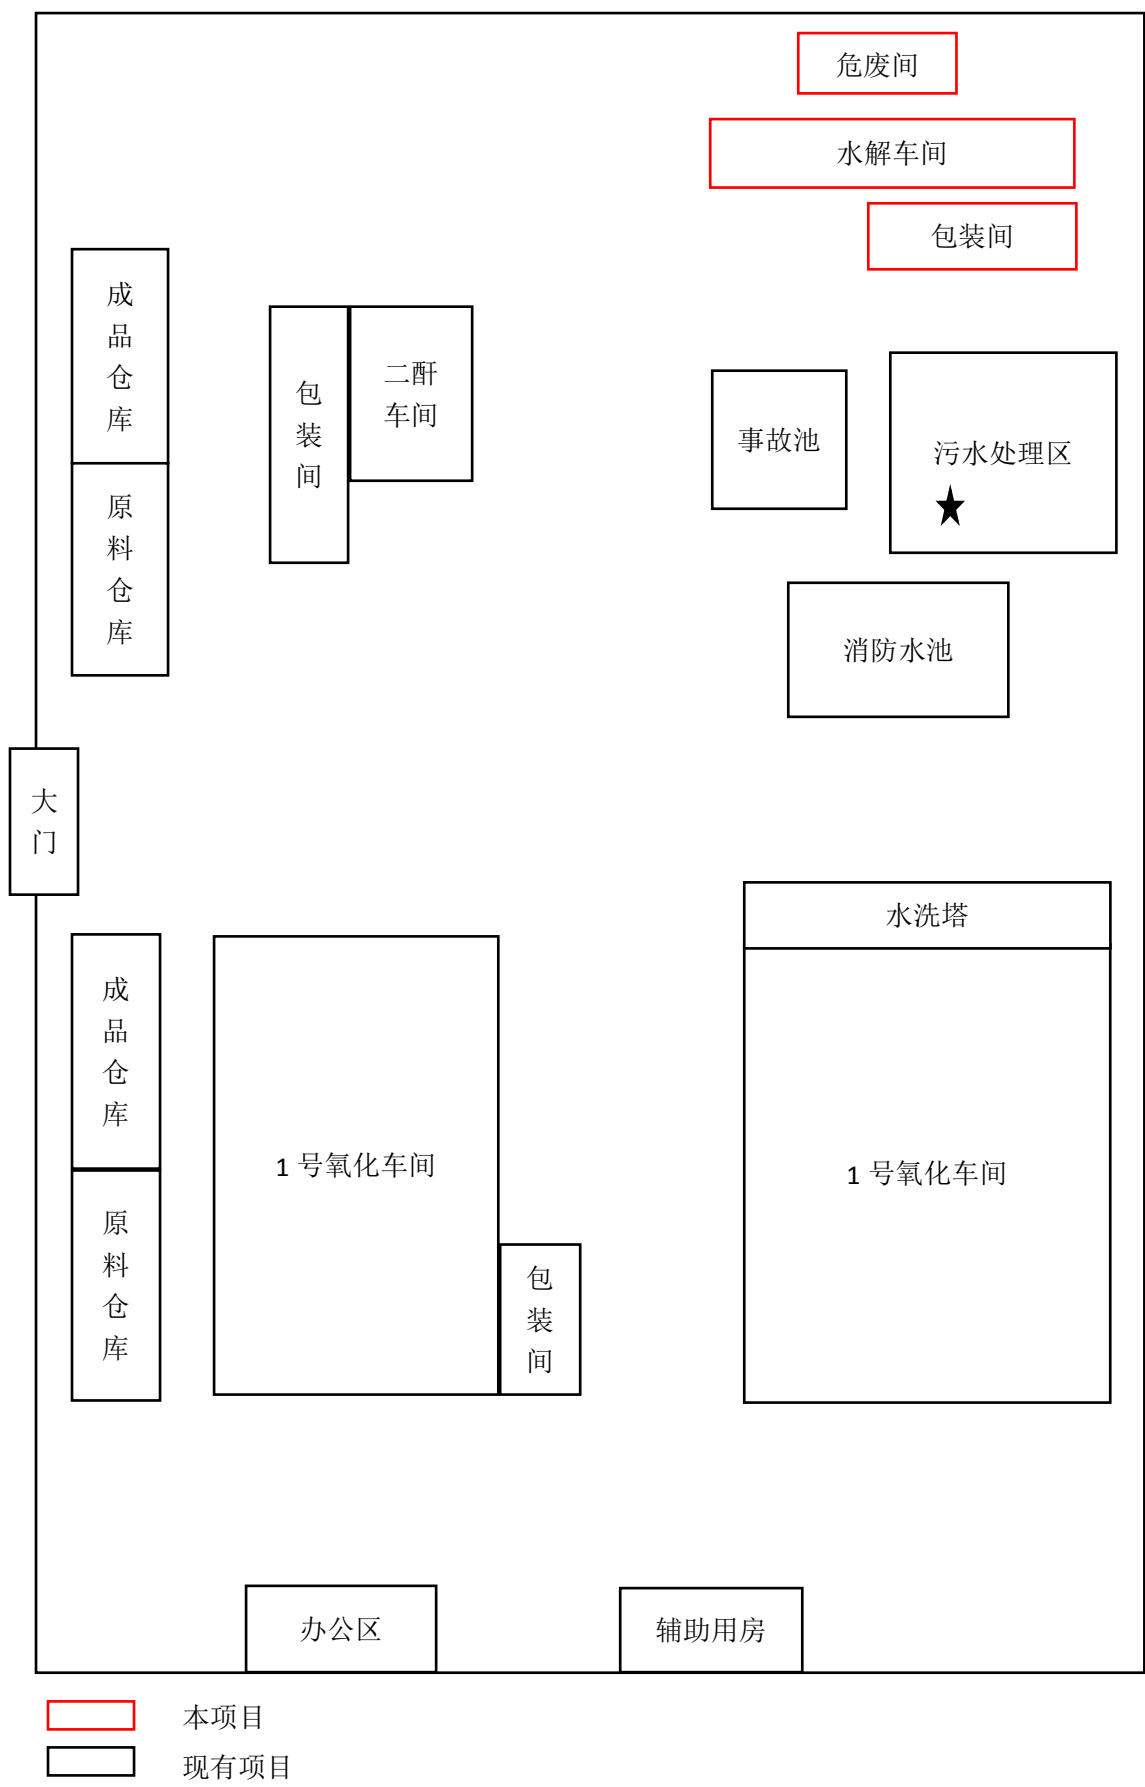 危废间
水解车间
包装间
成
品
仓
库
原
料
仓
库
包
装
间
二酐
车间
事故池
污水处理区
消防水池
大
门
水洗塔
成
品
仓
库
原
料
仓
库
1 号氧化车间
包
装
间
1 号氧化车间
办公区
辅助用房
本项目
现有项目